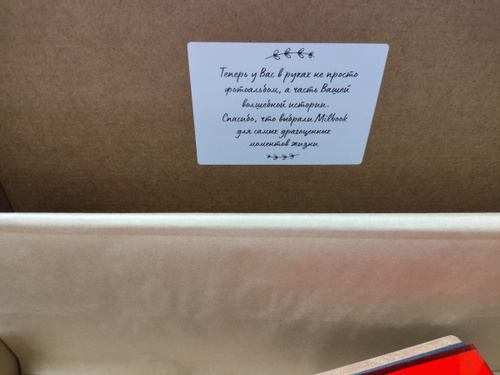 Теперь у Вас в руках не просто
фотоальбом, а часть Вашей
волшебной истории.
Спасибо, что выбрали Milbook
для самых драгоценных
моментов жизни